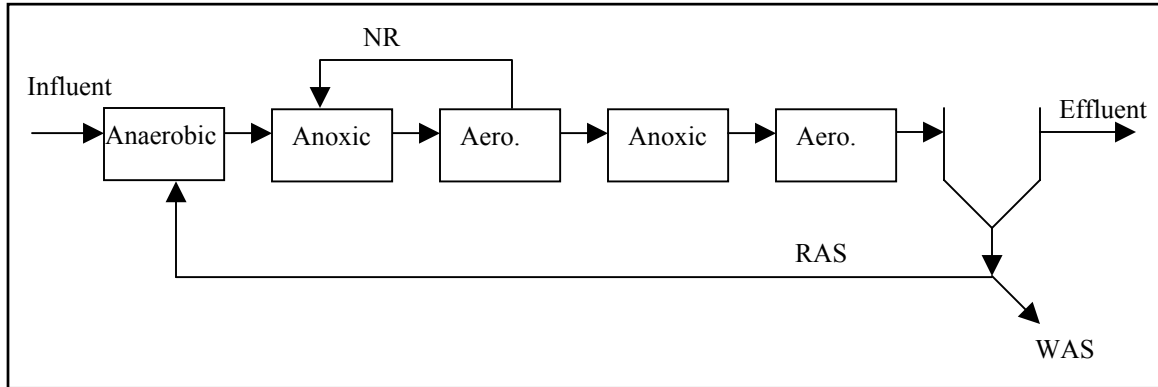 NR
Influent
Anaerobic
Anoxic
Aero.
Anoxic
Aero.
Effluent
RAS
WAS